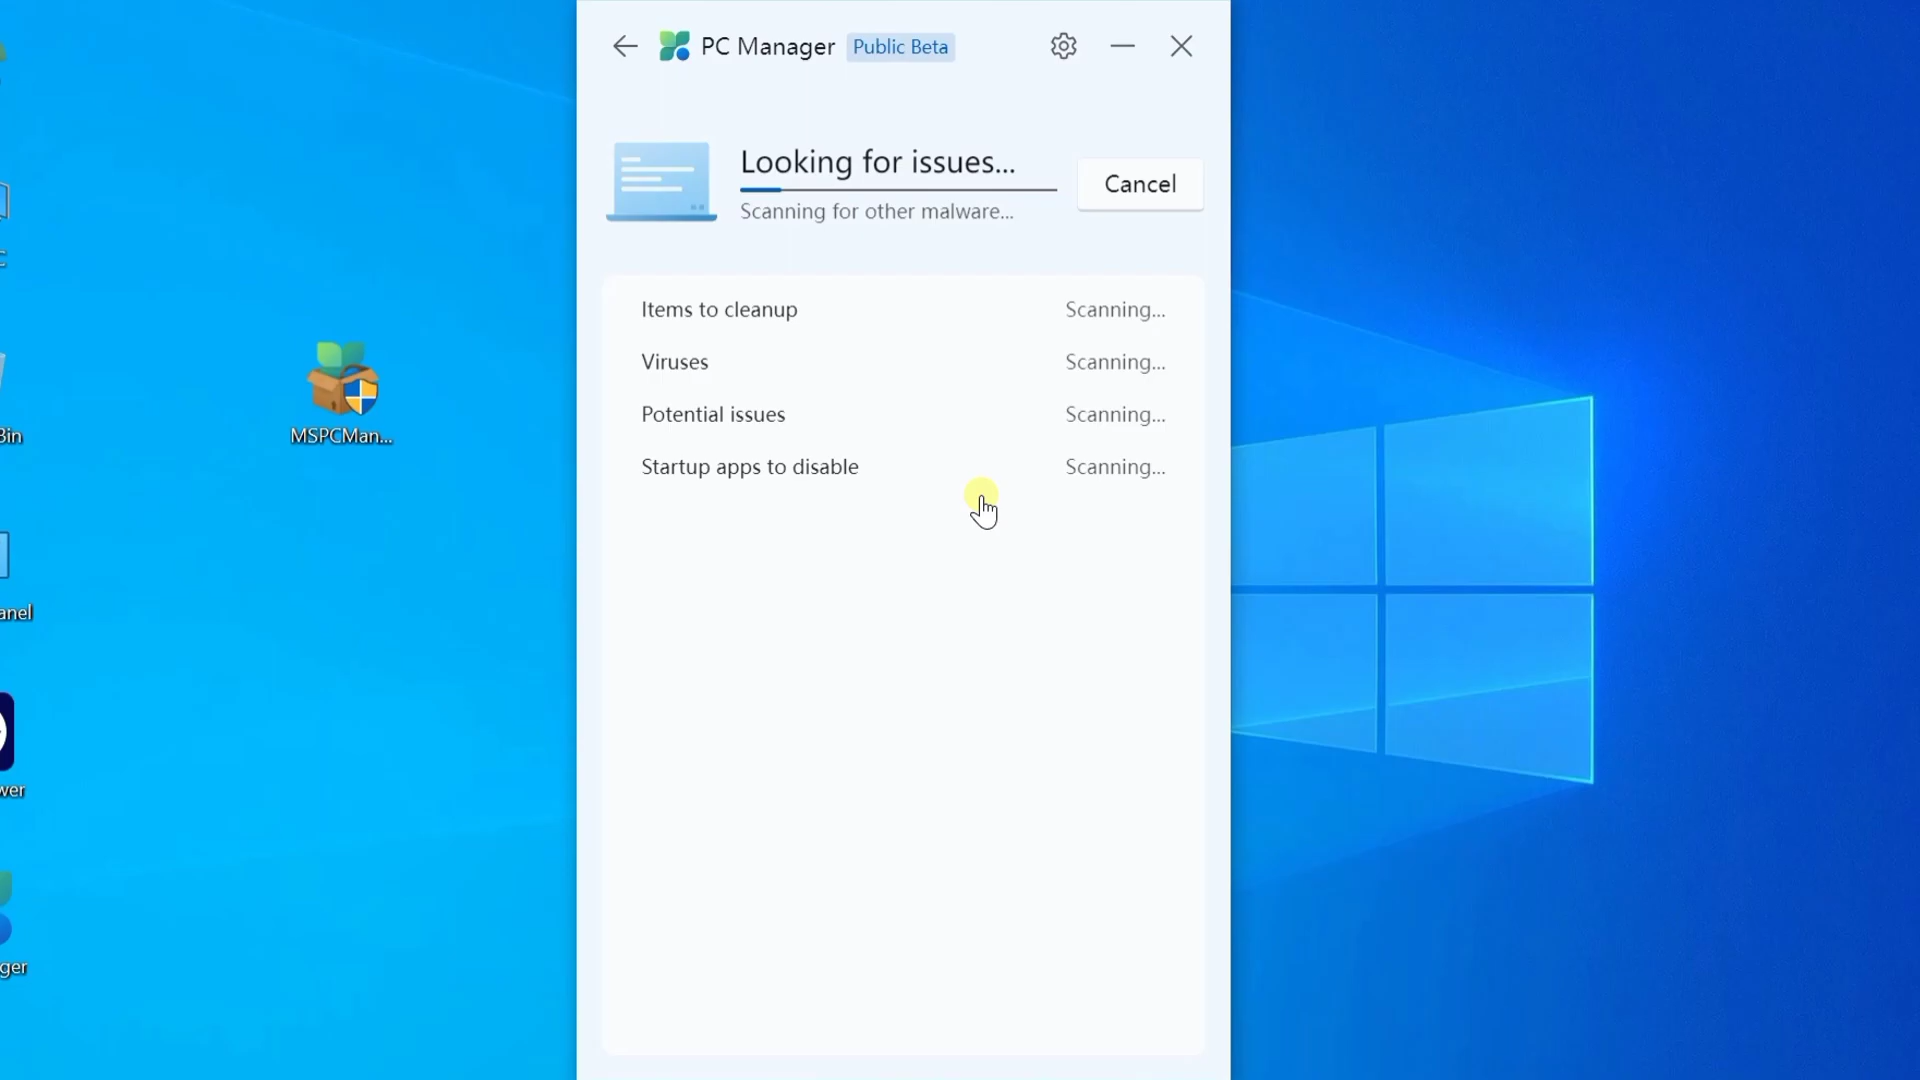 PC Manager Public Beta
Looking for issues...
Cancel
Scanning for other malware...
Items to cleanup Scanning...
Viruses Scanning...
Potential issues Scanning...
Startup apps to disable Scanning...
MSPCMan...
Bin
anel
wer
ger